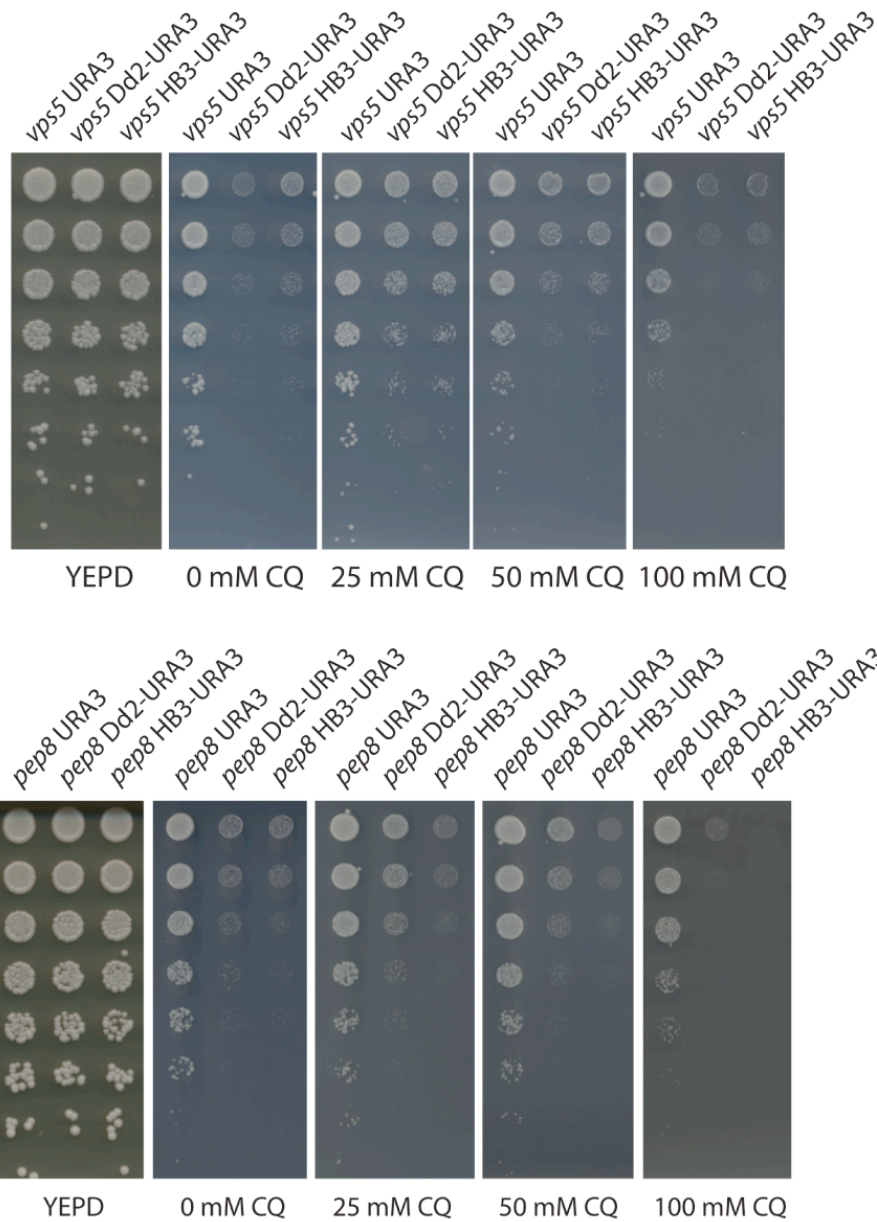 vps5 URA3 vps5 Dd2-URA3 vps5 HB3-URA3 vps5 URA3 vps5 Dd2-URA3 vps5 HB3-URA3 vps5 URA3 vps5 Dd2-URA3 vps5 HB3-URA3 vps5 URA3 vps5 Dd2-URA3 vps5 HB3-URA3 vps5 URA3 vps5 Dd2-URA3 vps5 HB3-URA3
YEPD 0 mM CQ 25 mM CQ 50 mM CQ 100 mM CQ
pep8 URA3 pep8 Dd2-URA3 pep8 HB3-URA3 pep8 URA3 pep8 Dd2-URA3 pep8 HB3-URA3 pep8 URA3 pep8 Dd2-URA3 pep8 HB3-URA3 pep8 URA3 pep8 Dd2-URA3 pep8 HB3-URA3 pep8 URA3 pep8 Dd2-URA3 pep8 HB3-URA3
YEPD 0 mM CQ 25 mM CQ 50 mM CQ 100 mM CQ